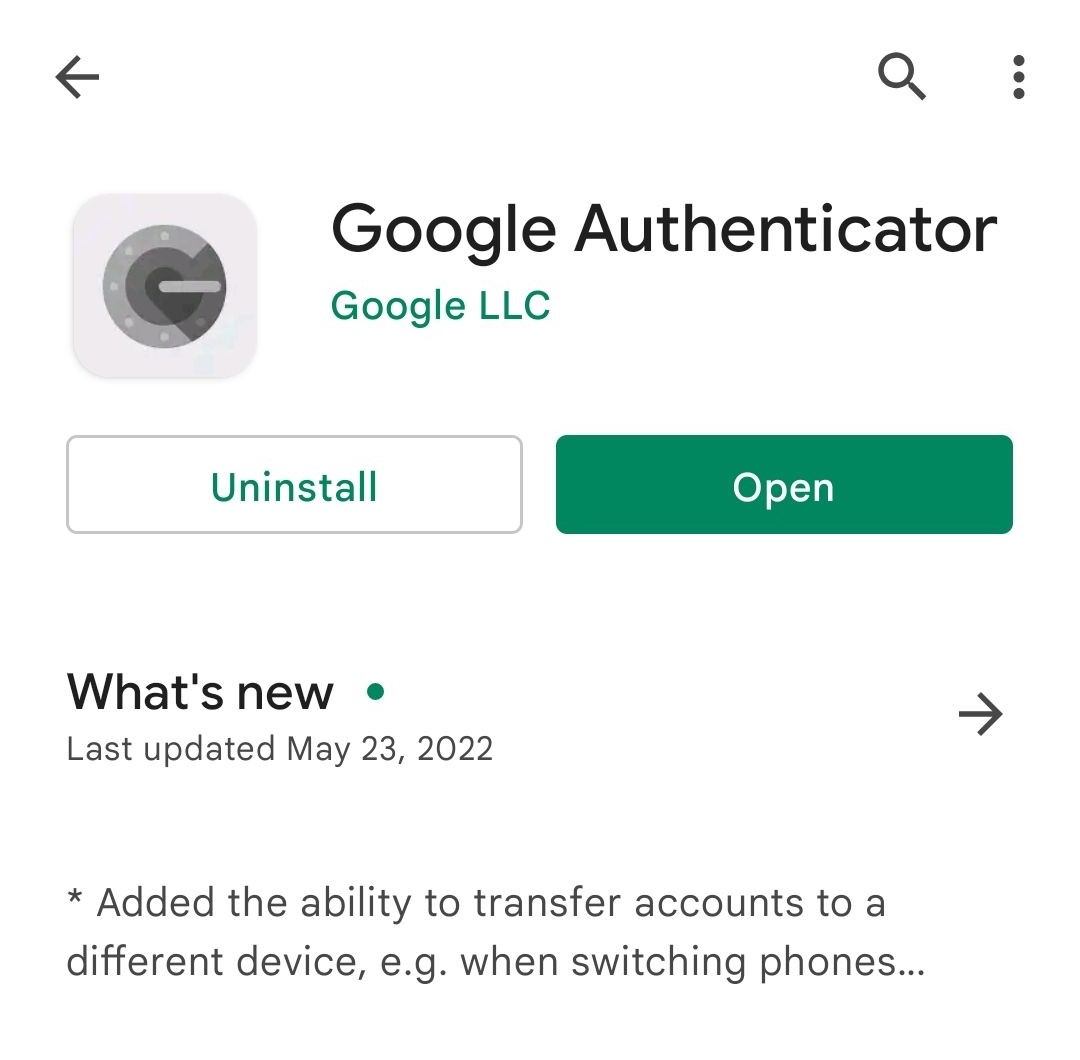 Google Authenticator
Google LLC
Uninstall
Open
What's new
Last updated May 23, 2022
* Added the ability to transfer accounts to a
different device, e.g. when switching phones...